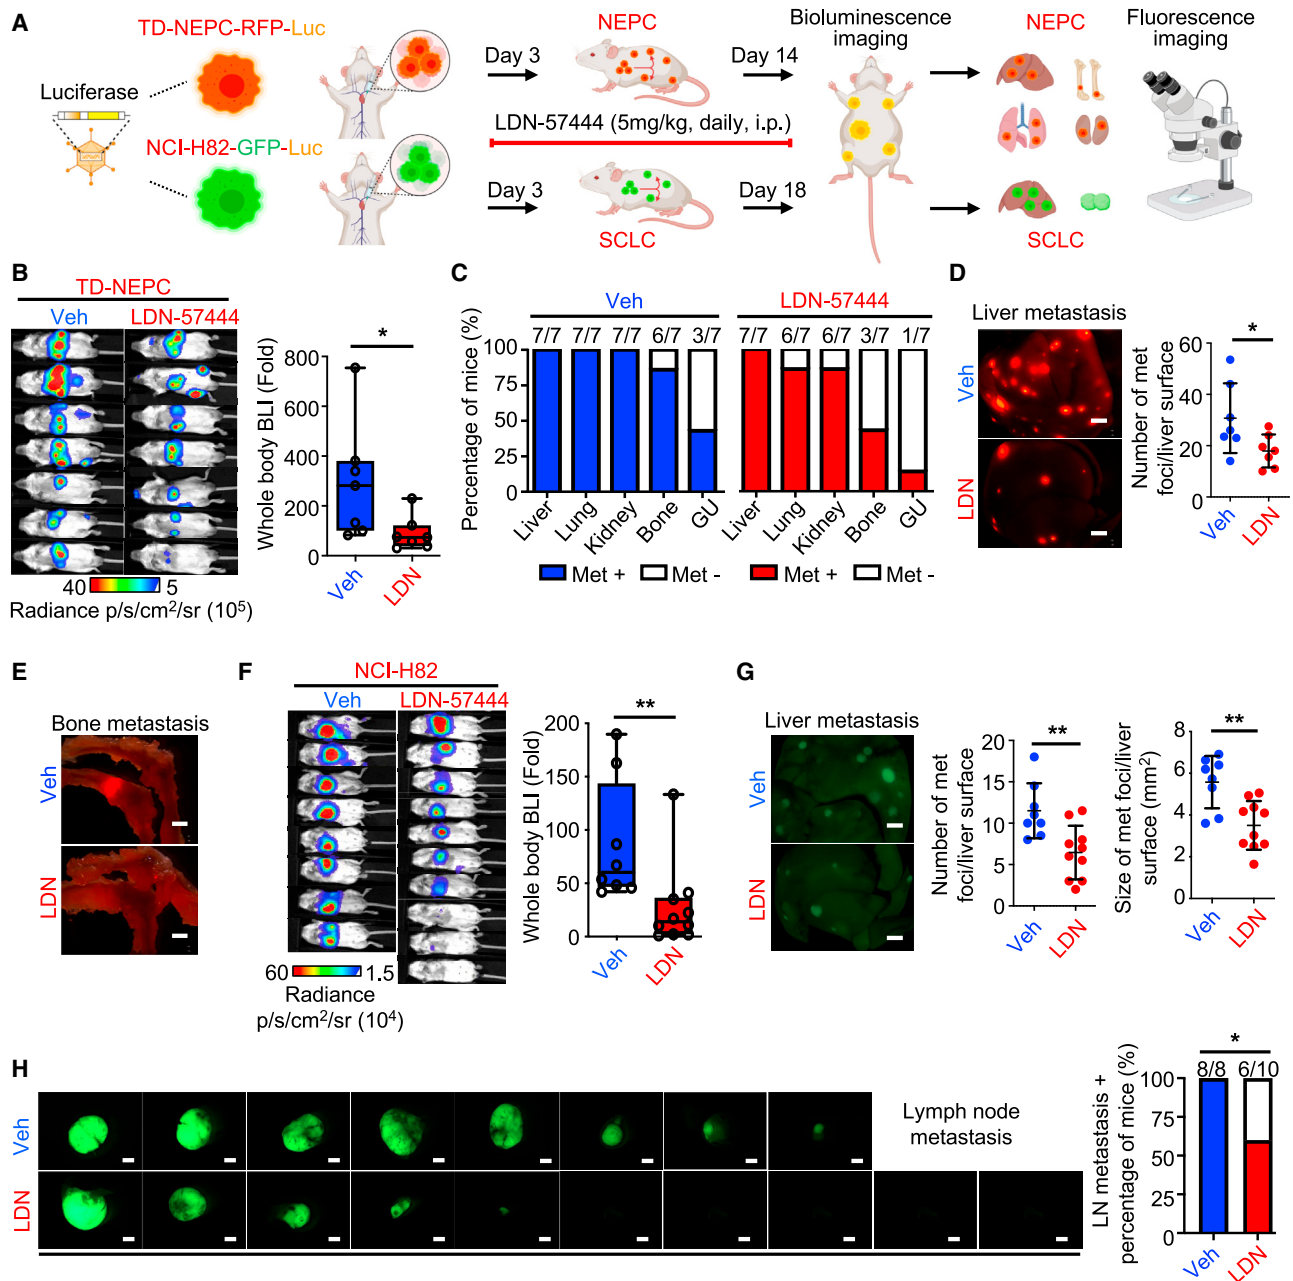 A
TD-NEPC-RFP-Luc
Luciferase
NCI-H82-GFP-Luc
Day 3
NEPC
Day 14
LDN-57444 (5mg/kg, daily, i.p.)
Day 3
SCLC
Day 18
Bioluminescence
imaging
NEPC
SCLC
Fluorescence
imaging
B
TD-NEPC
Veh
LDN-57444
40
5
Radiance p/s/cm²/sr (10⁵)
Whole body BLI (Fold)
800
600
400
200
0
*
Veh
LDN
C
Veh
LDN-57444
7/7 7/7 7/7 6/7 3/7
7/7 6/7 6/7 3/7 1/7
Percentage of mice (%)
100
75
50
25
0
Liver
Lung
Kidney
Bone
GU
Liver
Lung
Kidney
Bone
GU
Met +
Met -
Met +
Met -
D
Liver metastasis
Veh
LDN
Number of met
foci/liver surface
60
40
20
0
*
Veh
LDN
E
Bone metastasis
Veh
LDN
F
NCI-H82
Veh
LDN-57444
60
1.5
Radiance
p/s/cm²/sr (10⁴)
Whole body BLI (Fold)
200
150
100
50
0
**
Veh
LDN
G
Liver metastasis
Veh
LDN
Number of met
foci/liver surface
20
15
10
5
0
**
Veh
LDN
Size of met foci/liver
surface (mm²)
8
6
4
2
0
**
Veh
LDN
H
Veh
LDN
Lymph node
metastasis
LN metastasis +
percentage of mice (%)
*
8/8 6/10
100
75
50
25
0
Veh
LDN